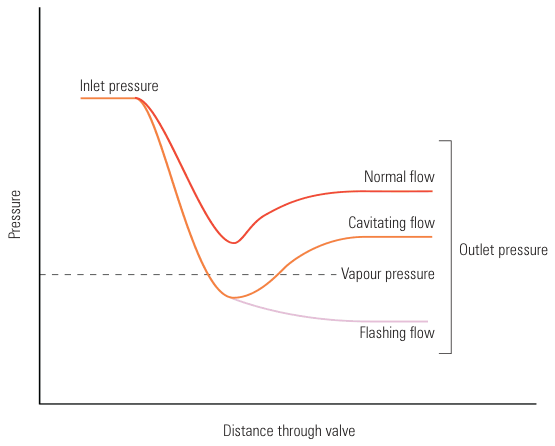 Inlet pressure
Normal flow
Cavitating flow
Outlet pressure
Vapour pressure
Flashing flow
Pressure
Distance through valve